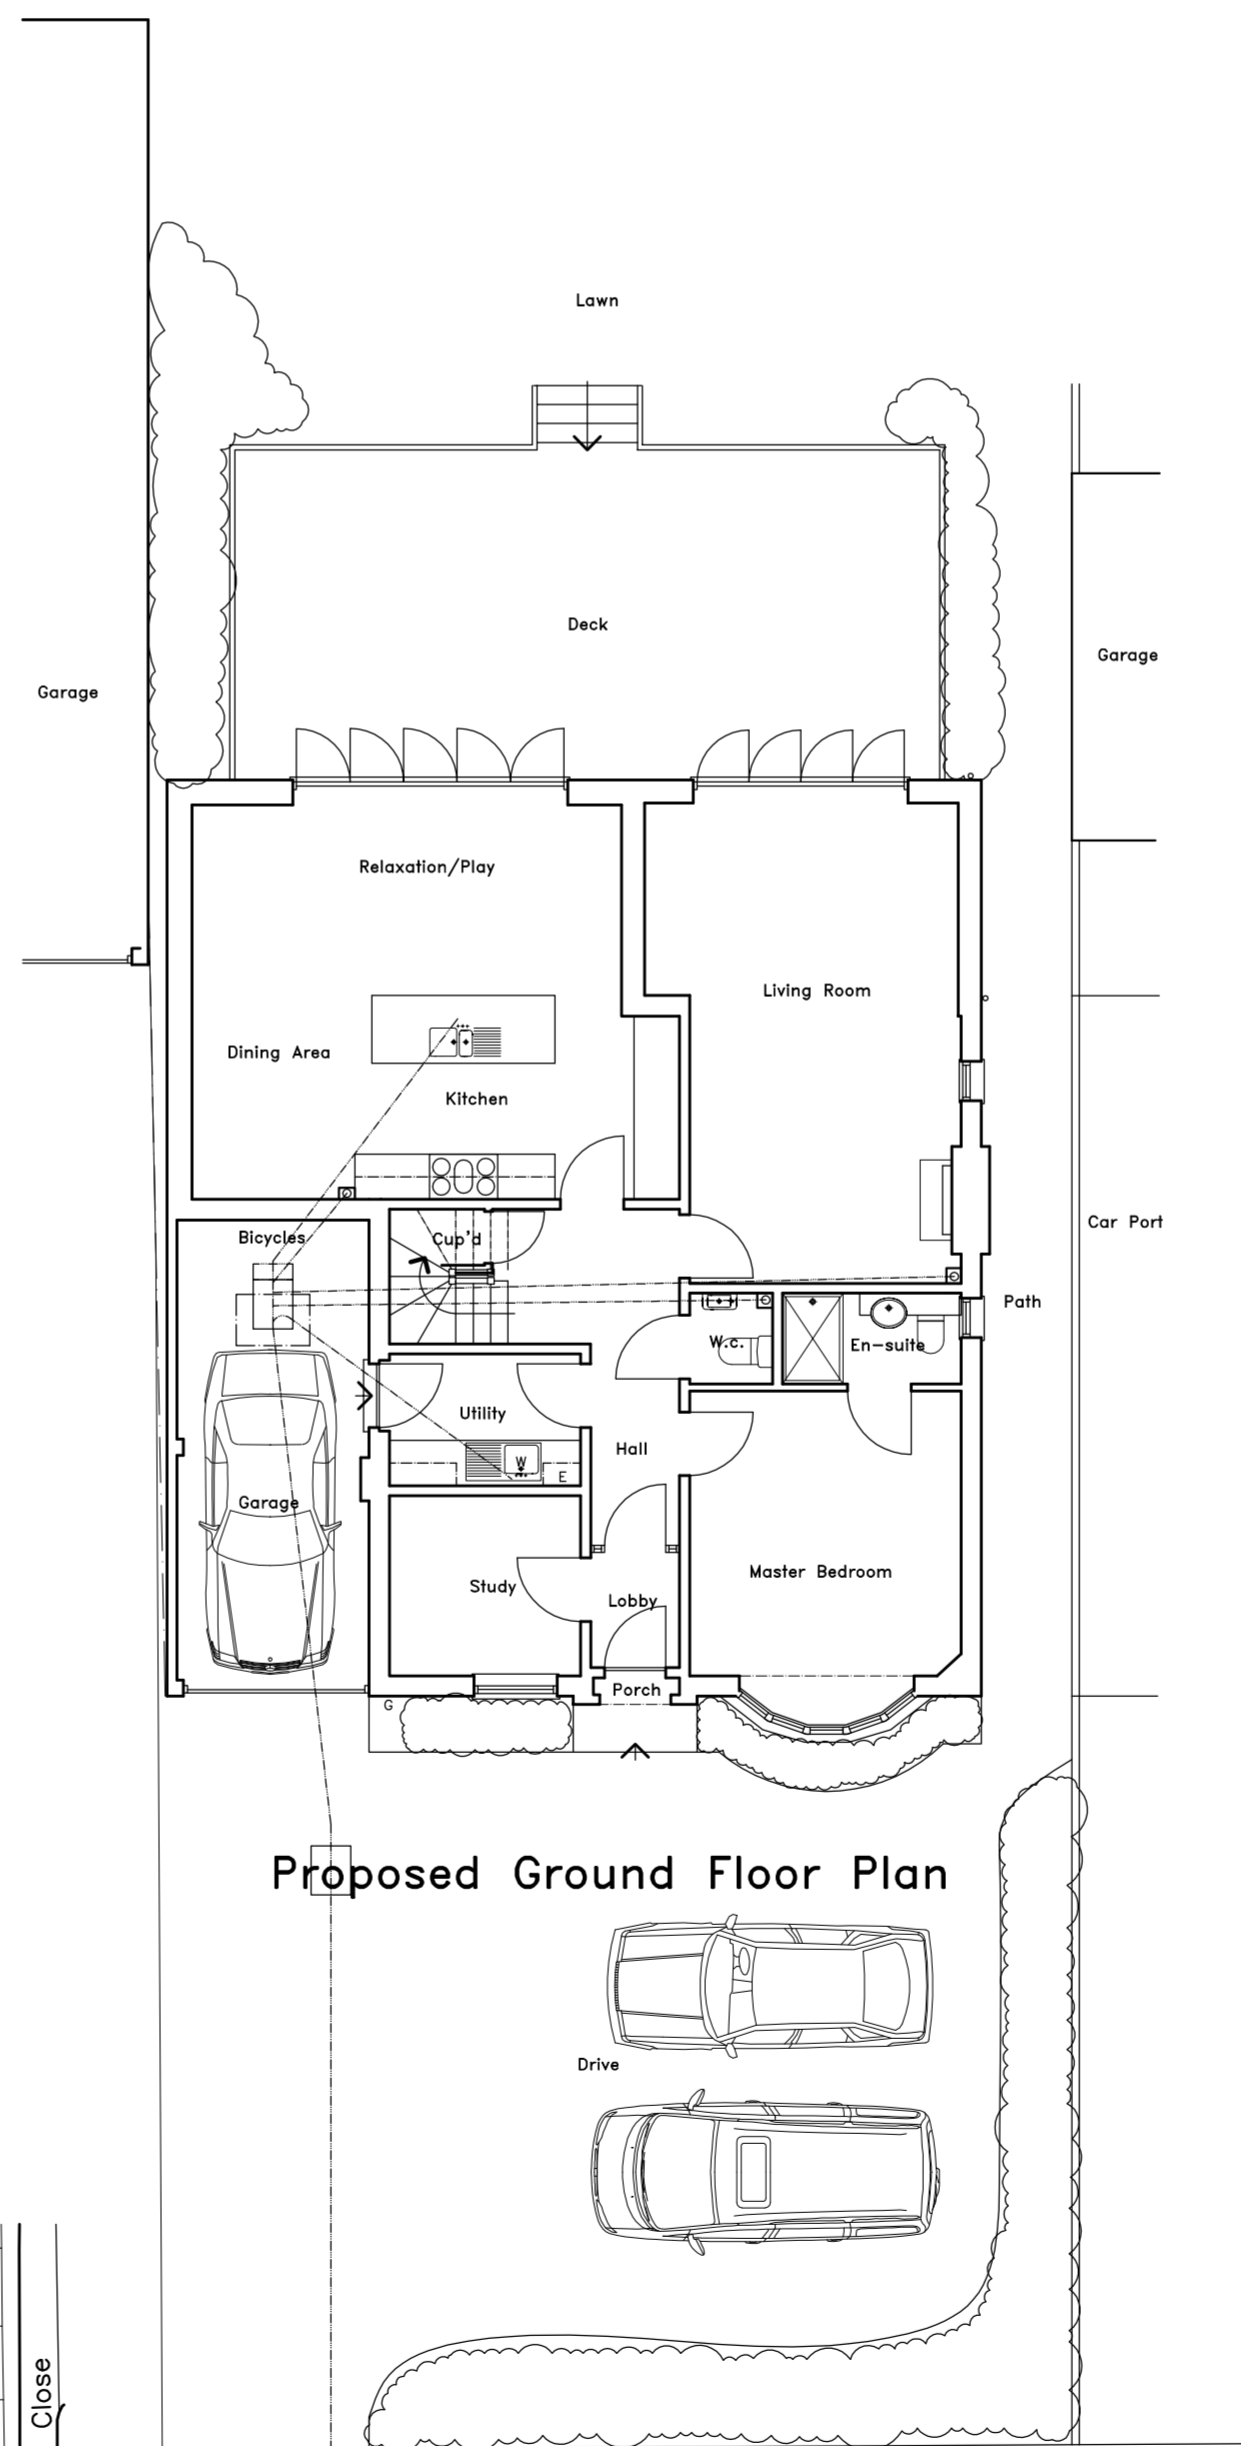 Lawn
Deck
Garage
Garage
Relaxation/Play
Living Room
Dining Area
Kitchen
Car Port
Bicycles
Cup'd
Path
W.c.
En-suite
Utility
Hall
W
E
Garage
Study
Lobby
Master Bedroom
Porch
G
Proposed Ground Floor Plan
Drive
Close